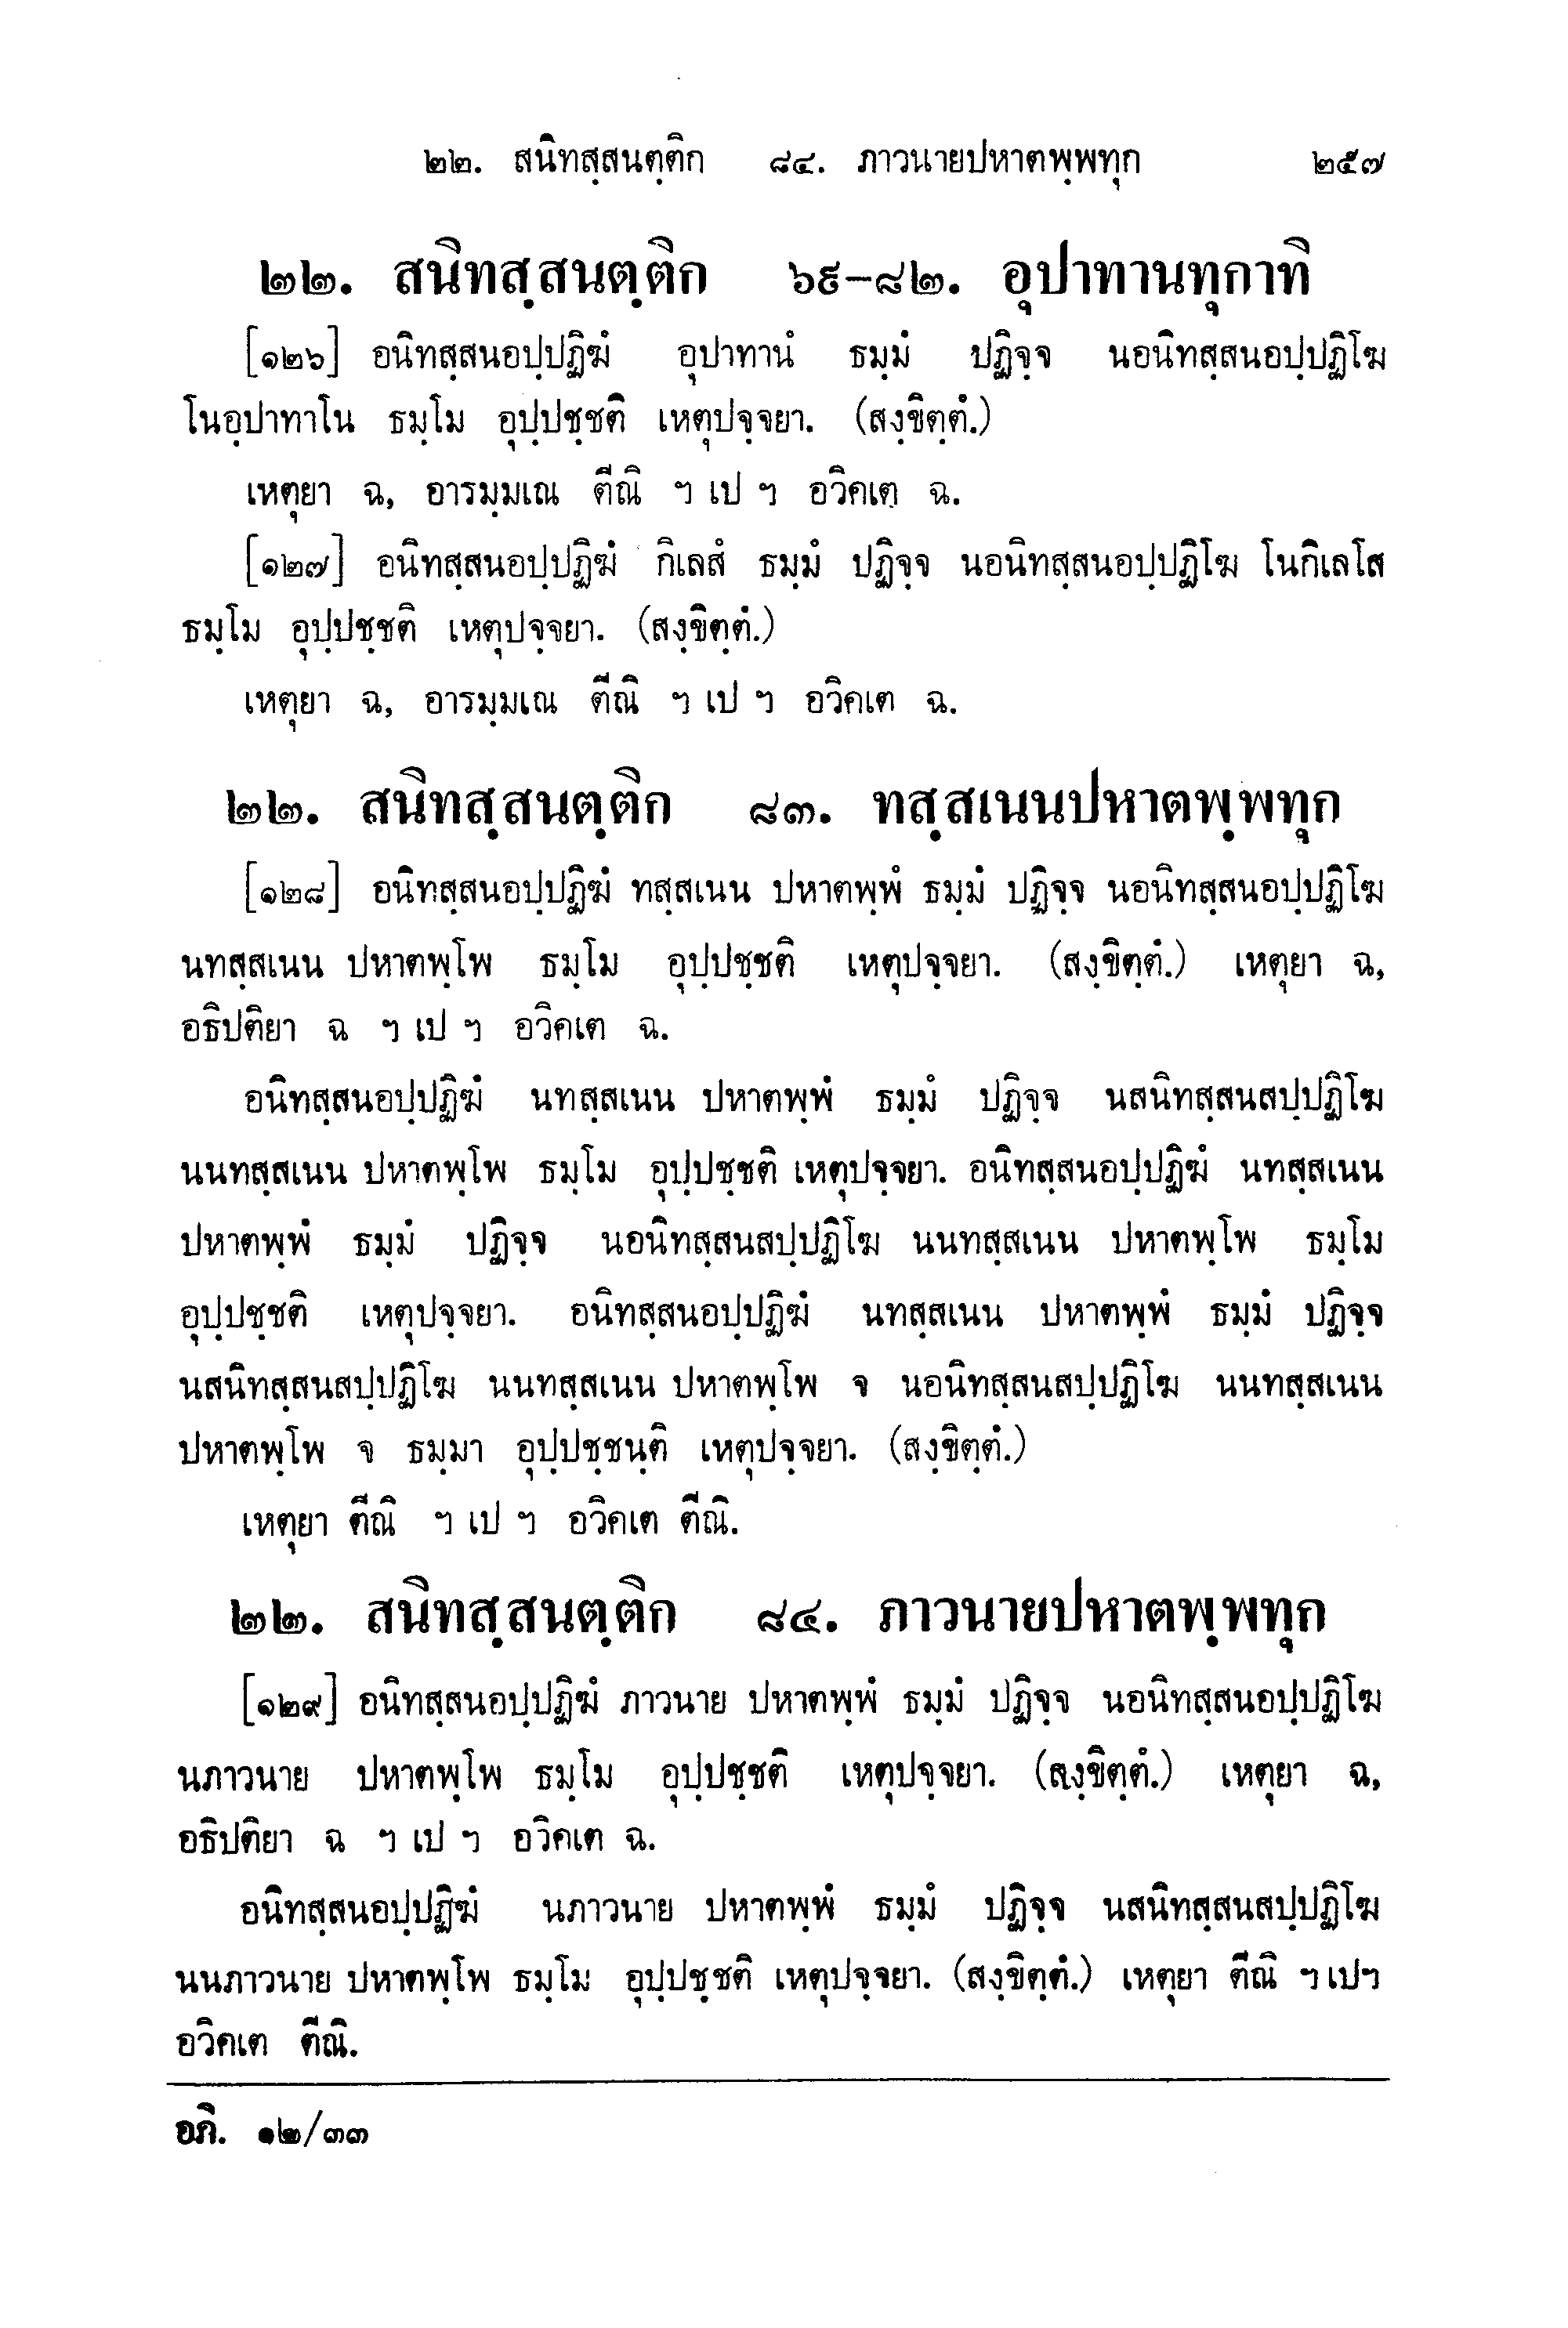 ๒๒. สนิทสฺสนตฺติก ๘๔. ภาวนายปหาตพฺพทุก ๒๕๗
๒๒. สนิทสฺสนตฺติก ๖๙-๘๒. อุปาทานทุกาทิ
[๑๒๖] อนิทสฺสนอปฺปฏิฆํ อุปาทานํ ธมฺมํ ปฏิจฺจ นอนิทสฺสนอปฺปฏิโฆ
โนอุปาทาโน ธมฺโม อุปฺปชฺชติ เหตุปจฺจยา. (สงฺขิตฺตํ.)
เหตุยา ฉ, อารมฺมเณ ตีณิ ฯ เป ฯ อวิคเต ฉ.
[๑๒๗] อนิทสฺสนอปฺปฏิฆํ กิเลสํ ธมฺมํ ปฏิจฺจ นอนิทสฺสนอปฺปฏิโฆ โนกิเลโส
ธมฺโม อุปฺปชฺชติ เหตุปจฺจยา. (สงฺขิตฺตํ.)
เหตุยา ฉ, อารมฺมเณ ตีณิ ฯ เป ฯ อวิคเต ฉ.
๒๒. สนิทสฺสนตฺติก ๘๓. ทสฺสเนนปหาตพฺพทุก
[๑๒๘] อนิทสฺสนอปฺปฏิฆํ ทสฺสเนน ปหาตพฺพํ ธมฺมํ ปฏิจฺจ นอนิทสฺสนอปฺปฏิโฆ
นทสฺสเนน ปหาตพฺโพ ธมฺโม อุปฺปชฺชติ เหตุปจฺจยา. (สงฺขิตฺตํ.) เหตุยา ฉ,
อธิปติยา ฉ ฯ เป ฯ อวิคเต ฉ.
อนิทสฺสนอปฺปฏิฆํ นทสฺสเนน ปหาตพฺพํ ธมฺมํ ปฏิจฺจ นสนิทสฺสนสปฺปฏิโฆ
นนทสฺสเนน ปหาตพฺโพ ธมฺโม อุปฺปชฺชติ เหตุปจฺจยา. อนิทสฺสนอปฺปฏิฆํ นทสฺสเนน
ปหาตพฺพํ ธมฺมํ ปฏิจฺจ นอนิทสฺสนสปฺปฏิโฆ นนทสฺสเนน ปหาตพฺโพ ธมฺโม
อุปฺปชฺชติ เหตุปจฺจยา. อนิทสฺสนอปฺปฏิฆํ นทสฺสเนน ปหาตพฺพํ ธมฺมํ ปฏิจฺจ
นสนิทสฺสนสปฺปฏิโฆ นนทสฺสเนน ปหาตพฺโพ จ นอนิทสฺสนสปฺปฏิโฆ นนทสฺสเนน
ปหาตพฺโพ จ ธมฺมา อุปฺปชฺชนฺติ เหตุปจฺจยา. (สงฺขิตฺตํ.)
เหตุยา ตีณิ ฯ เป ฯ อวิคเต ตีณิ.
๒๒. สนิทสฺสนตฺติก ๘๔. ภาวนายปหาตพฺพทุก
[๑๒๙] อนิทสฺสนอปฺปฏิฆํ ภาวนาย ปหาตพฺพํ ธมฺมํ ปฏิจฺจ นอนิทสฺสนอปฺปฏิโฆ
นภาวนาย ปหาตพฺโพ ธมฺโม อุปฺปชฺชติ เหตุปจฺจยา. (สงฺขิตฺตํ.) เหตุยา ฉ,
อธิปติยา ฉ ฯ เป ฯ อวิคเต ฉ.
อนิทสฺสนอปฺปฏิฆํ นภาวนาย ปหาตพฺพํ ธมฺมํ ปฏิจฺจ นสนิทสฺสนสปฺปฏิโฆ
นนภาวนาย ปหาตพฺโพ ธมฺโม อุปฺปชฺชติ เหตุปจฺจยา. (สงฺขิตฺตํ.) เหตุยา ตีณิ ฯ เปฯ
อวิคเต ตีณิ.
อภิ. ๑๒/๓๓